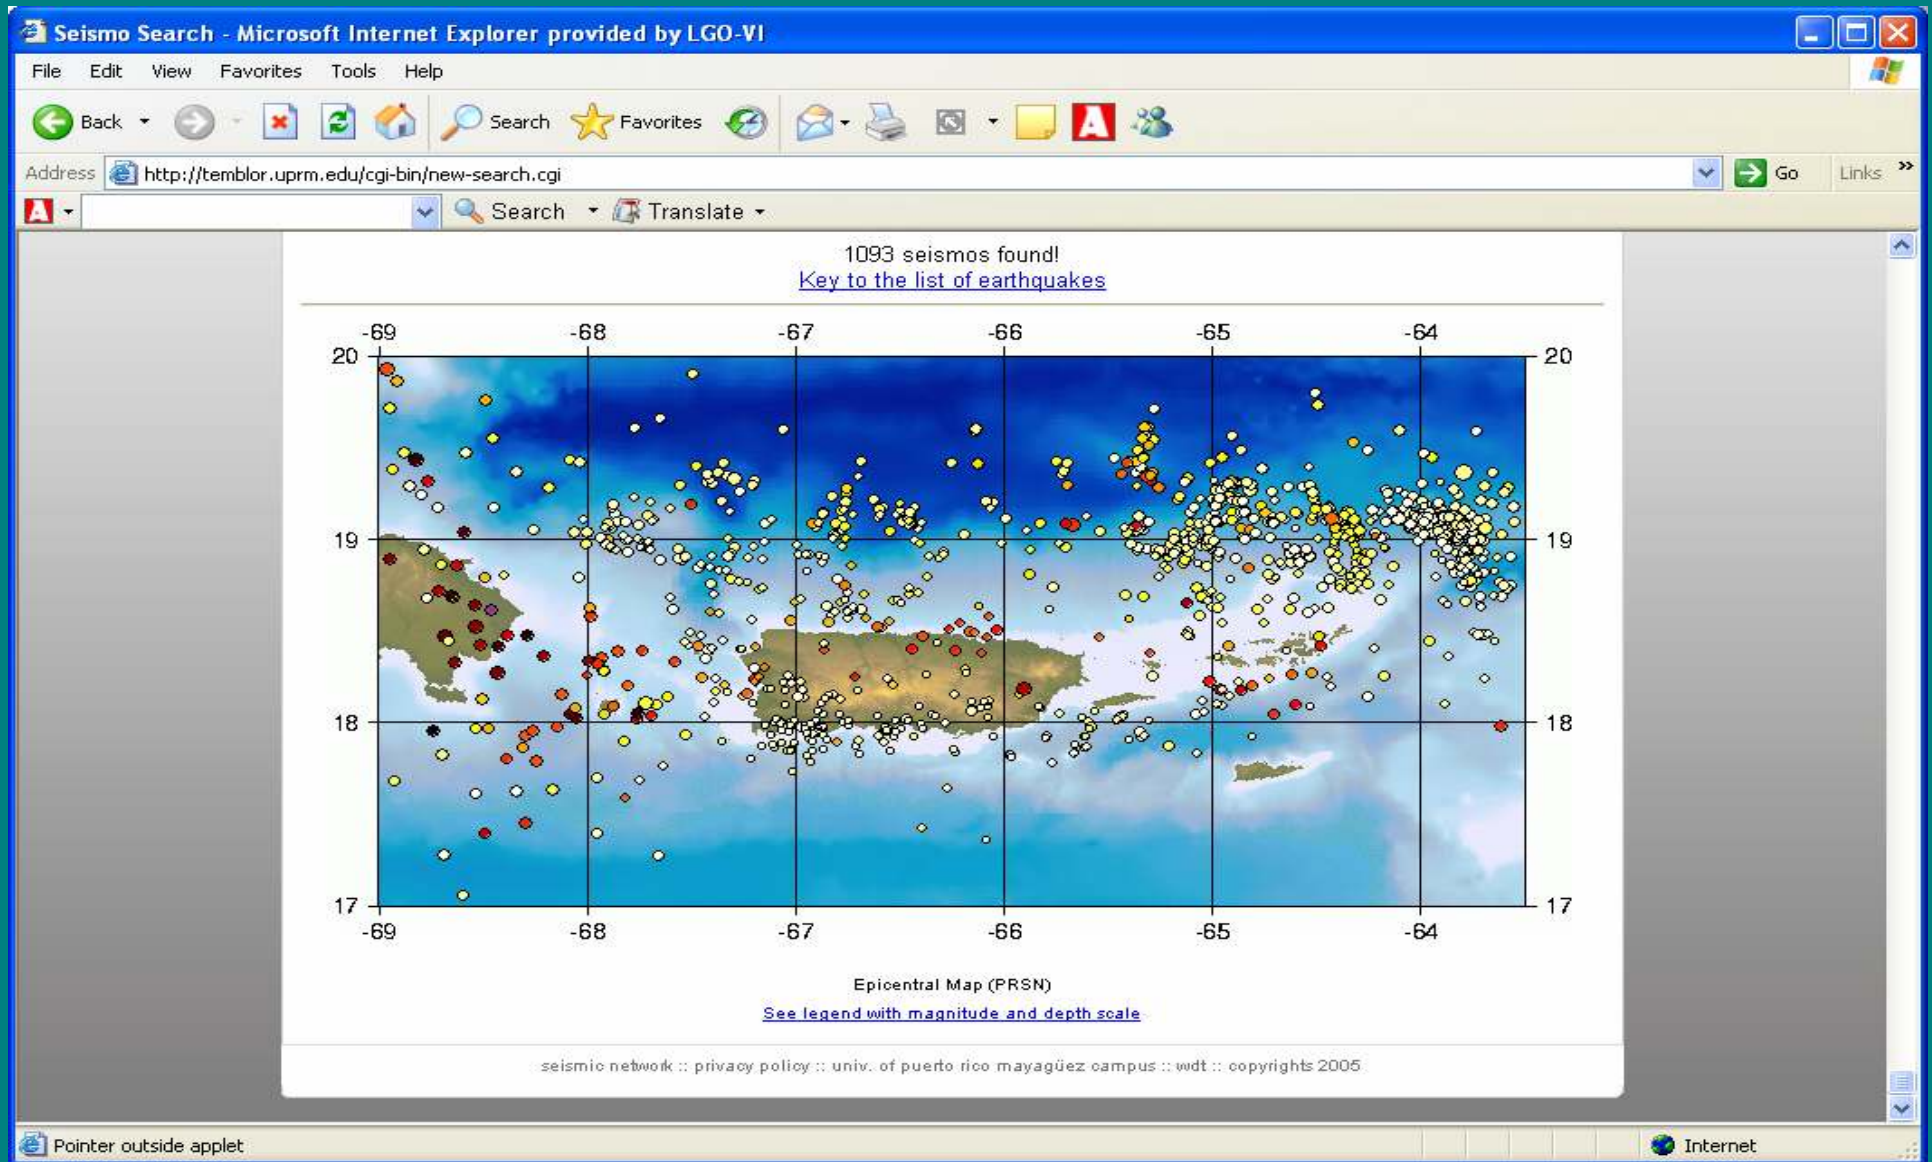 Seismo Search - Microsoft Internet Explorer provided by LGO-VI
File Edit View Favorites Tools Help
Back Search Favorites
Address http://temblor.uprm.edu/cgi-bin/new-search.cgi Go Links »
Search Translate
1093 seismos found!
Key to the list of earthquakes
-69 -68 -67 -66 -65 -64
20 20
19 19
18 18
17 17
-69 -68 -67 -66 -65 -64
Epicentral Map (PRSN)
See legend with magnitude and depth scale
seismic network :: privacy policy :: univ. of puerto rico mayagüez campus :: wdt :: copyrights 2005
Pointer outside applet Internet